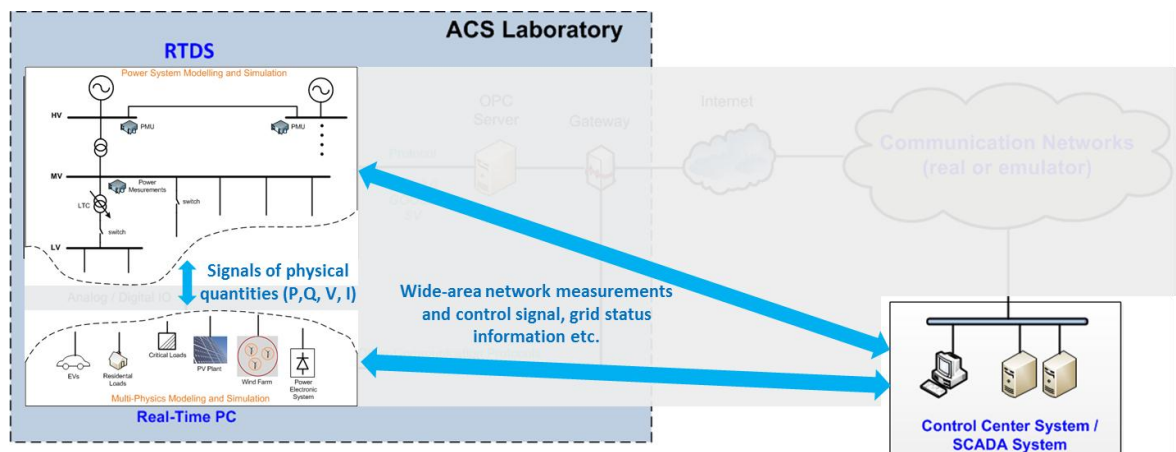 ACS Laboratory
RTDS
Power System Modelling and Simulation
HV
PMU
PMU
MV
Power
Mesurements
LTC
switch
switch
LV
OPC
Server
Gateway
Internet
Communication Networks
(real or emulator)
Signals of physical
quantities (P,Q, V, I)
Analog / Digital IO
Wide-area network measurements
and control signal, grid status
information etc.
EVs
Residental
Loads
Critical Loads
PV Plant
Wind Farm
Power
Electronic
System
Multi-Physics Modeling and Simulation
Real-Time PC
Control Center System /
SCADA System